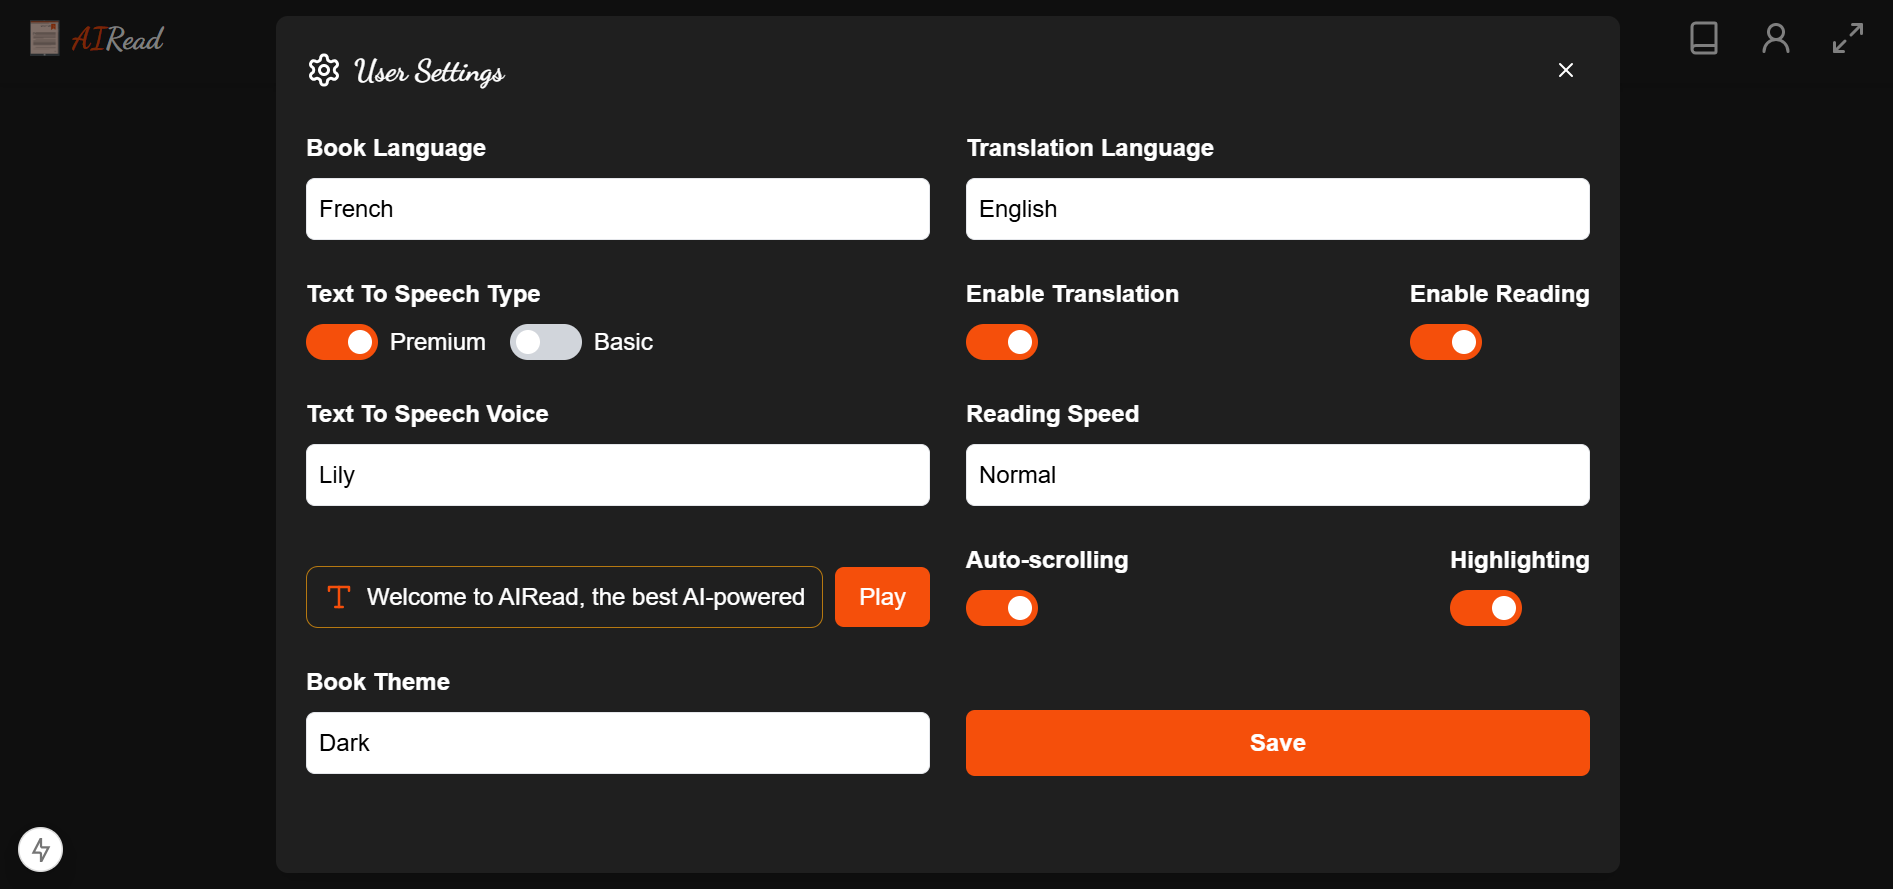 AIRead
User Settings
Book Language
Translation Language
French
English
Text To Speech Type
Enable Translation
Enable Reading
Premium
Basic
Text To Speech Voice
Reading Speed
Lily
Normal
Auto-scrolling
Highlighting
Welcome to AIRead, the best AI-powered
Play
Book Theme
Dark
Save